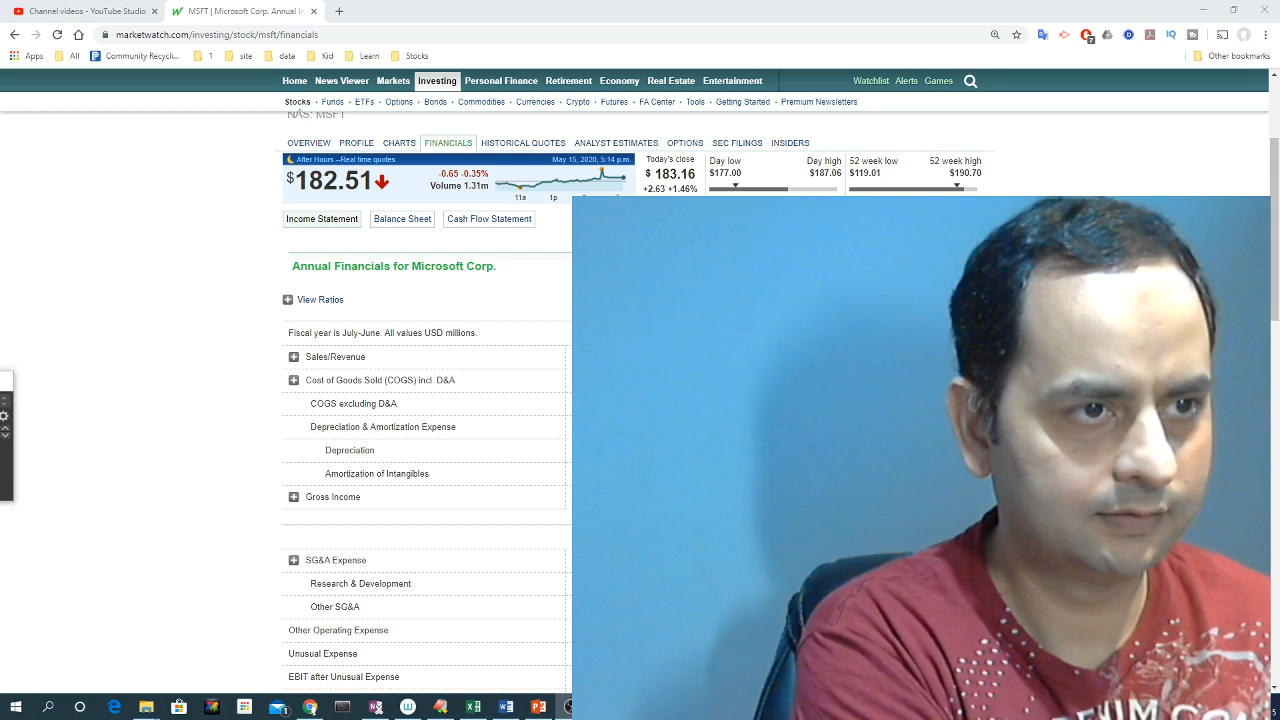 Channel videos - YouTube Studio
MSFT | Microsoft Corp. Annual In
marketwatch.com/investing/stock/msft/financials
7
Apps All Community Recycli... 1 site data Kid Learn Stocks Other bookmarks
Home News Viewer Markets Investing Personal Finance Retirement Economy Real Estate Entertainment Watchlist Alerts Games
Stocks • Funds • ETFs • Options • Bonds • Commodities • Currencies • Crypto • Futures • FA Center • Tools • Getting Started • Premium Newsletters
NAS: MSFT
OVERVIEW PROFILE CHARTS FINANCIALS HISTORICAL QUOTES ANALYST ESTIMATES OPTIONS SEC FILINGS INSIDERS
After Hours --Real time quotes May 15, 2020, 5:14 p.m.
$182.51
-0.65 -0.35%
Volume 1.31m
11a 1p
Today's close
$ 183.16
+2.63 +1.46%
Day low Day high
$177.00 $187.06
52 week low 52 week high
$119.01 $190.70
Income Statement Balance Sheet Cash Flow Statement
Annual Financials for Microsoft Corp.
View Ratios
Fiscal year is July-June. All values USD millions.
Sales/Revenue
Cost of Goods Sold (COGS) incl. D&A
COGS excluding D&A
Depreciation & Amortization Expense
Depreciation
Amortization of Intangibles
Gross Income
SG&A Expense
Research & Development
Other SG&A
Other Operating Expense
Unusual Expense
EBIT after Unusual Expense